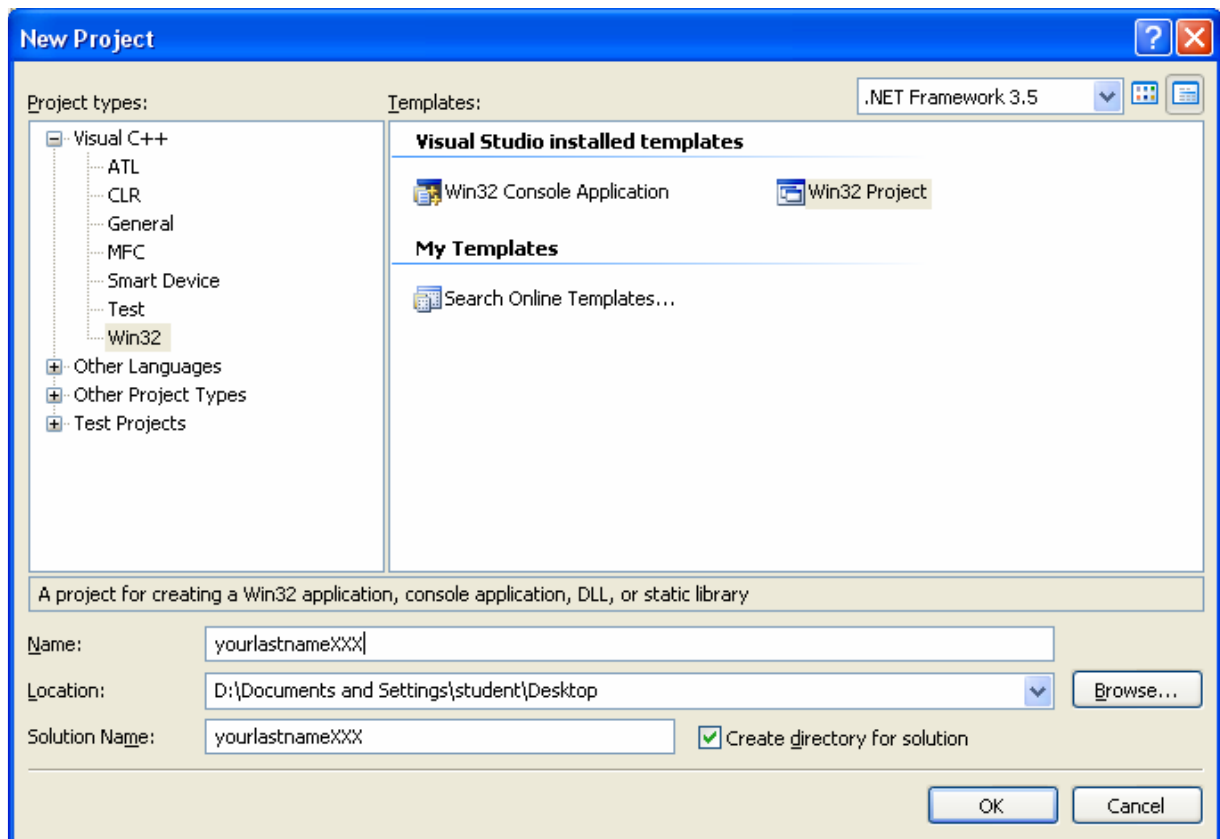 New Project
Project types:
Templates:
.NET Framework 3.5
Visual C++
ATL
CLR
General
MFC
Smart Device
Test
Win32
Other Languages
Other Project Types
Test Projects
Visual Studio installed templates
Win32 Console Application
Win32 Project
My Templates
Search Online Templates...
A project for creating a Win32 application, console application, DLL, or static library
Name:
yourlastnameXXX
Location:
D:\Documents and Settings\student\Desktop
Browse...
Solution Name:
yourlastnameXXX
Create directory for solution
OK
Cancel